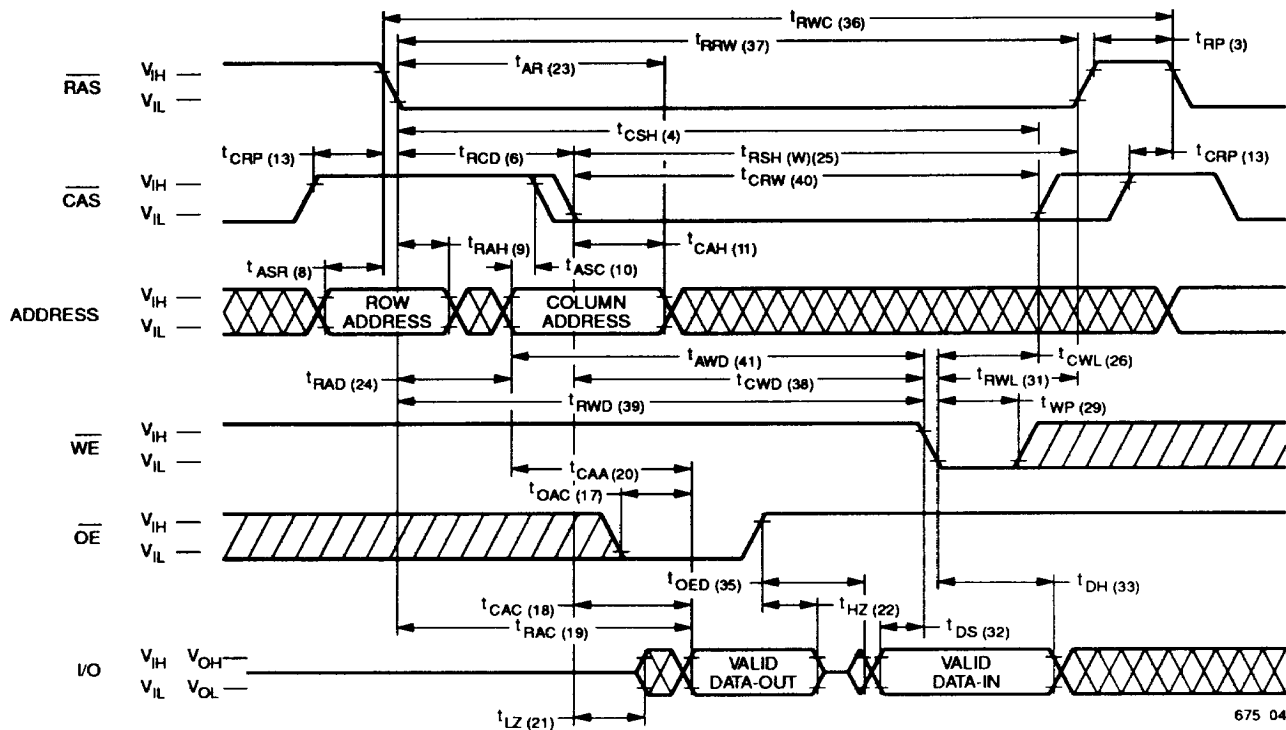 tRWC (36)
tRRW (37)
tRP (3)
tAR (23)
RAS
VIH
VIL
tCSH (4)
tCRP (13)
tRCD (6)
tRSH (W)(25)
tCRP (13)
tCRW (40)
CAS
VIH
VIL
tRAH (9)
tCAH (11)
tASR (8)
tASC (10)
ADDRESS
VIH
VIL
ROW
ADDRESS
COLUMN
ADDRESS
tAWD (41)
tCWL (26)
tRAD (24)
tCWD (38)
tRWL (31)
tRWD (39)
tWP (29)
WE
VIH
VIL
tCAA (20)
tOAC (17)
OE
VIH
VIL
tOED (35)
tDH (33)
tCAC (18)
tHZ (22)
tRAC (19)
tDS (32)
I/O
VIH VOH
VIL VOL
VALID
DATA-OUT
VALID
DATA-IN
tLZ (21)
675 04